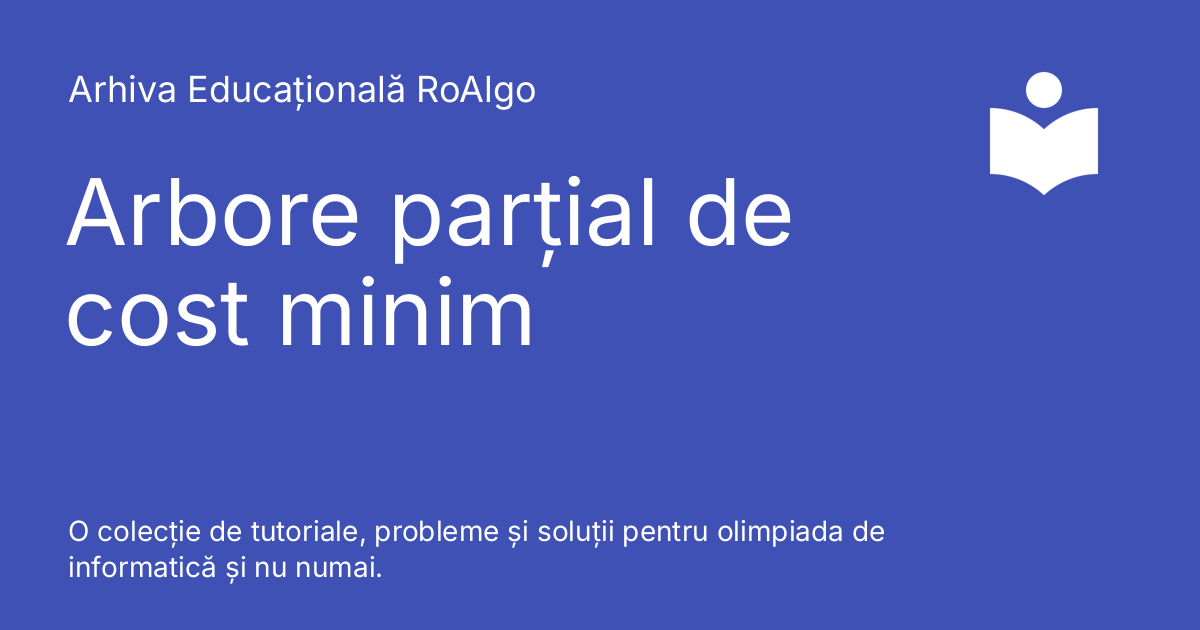 Arhiva Educațională RoAlgo
Arbore parțial de
cost minim
O colecție de tutoriale, probleme și soluții pentru olimpiada de
informatică și nu numai.